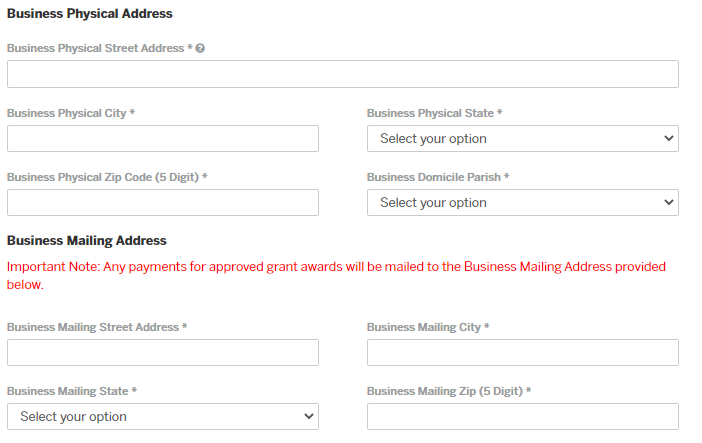 Business Physical Address
Business Physical Street Address *
Business Physical City *
Business Physical State *
Select your option
Business Physical Zip Code (5 Digit) *
Business Domicile Parish *
Select your option
Business Mailing Address
Important Note: Any payments for approved grant awards will be mailed to the Business Mailing Address provided
below.
Business Mailing Street Address *
Business Mailing City *
Business Mailing State *
Select your option
Business Mailing Zip (5 Digit) *